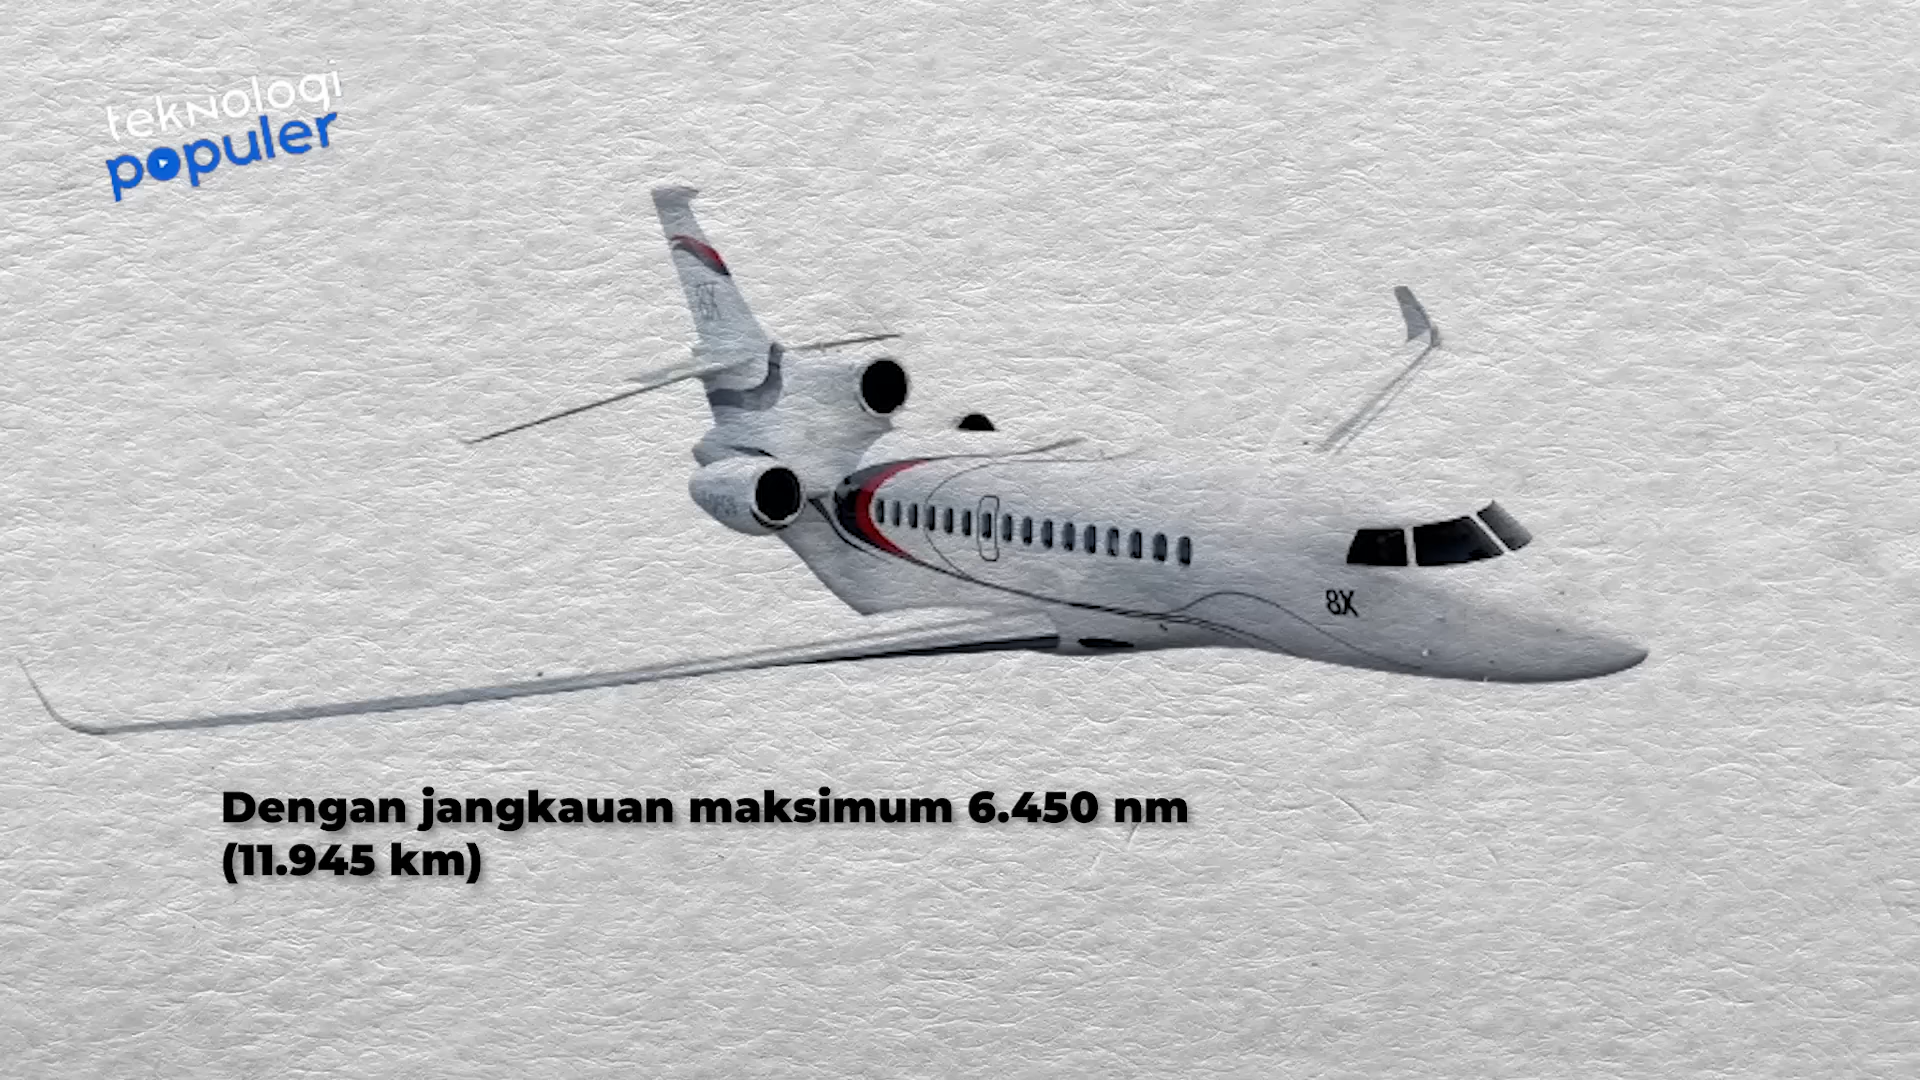 teknologi
populer
8X
8X
Dengan jangkauan maksimum 6.450 nm
(11.945 km)